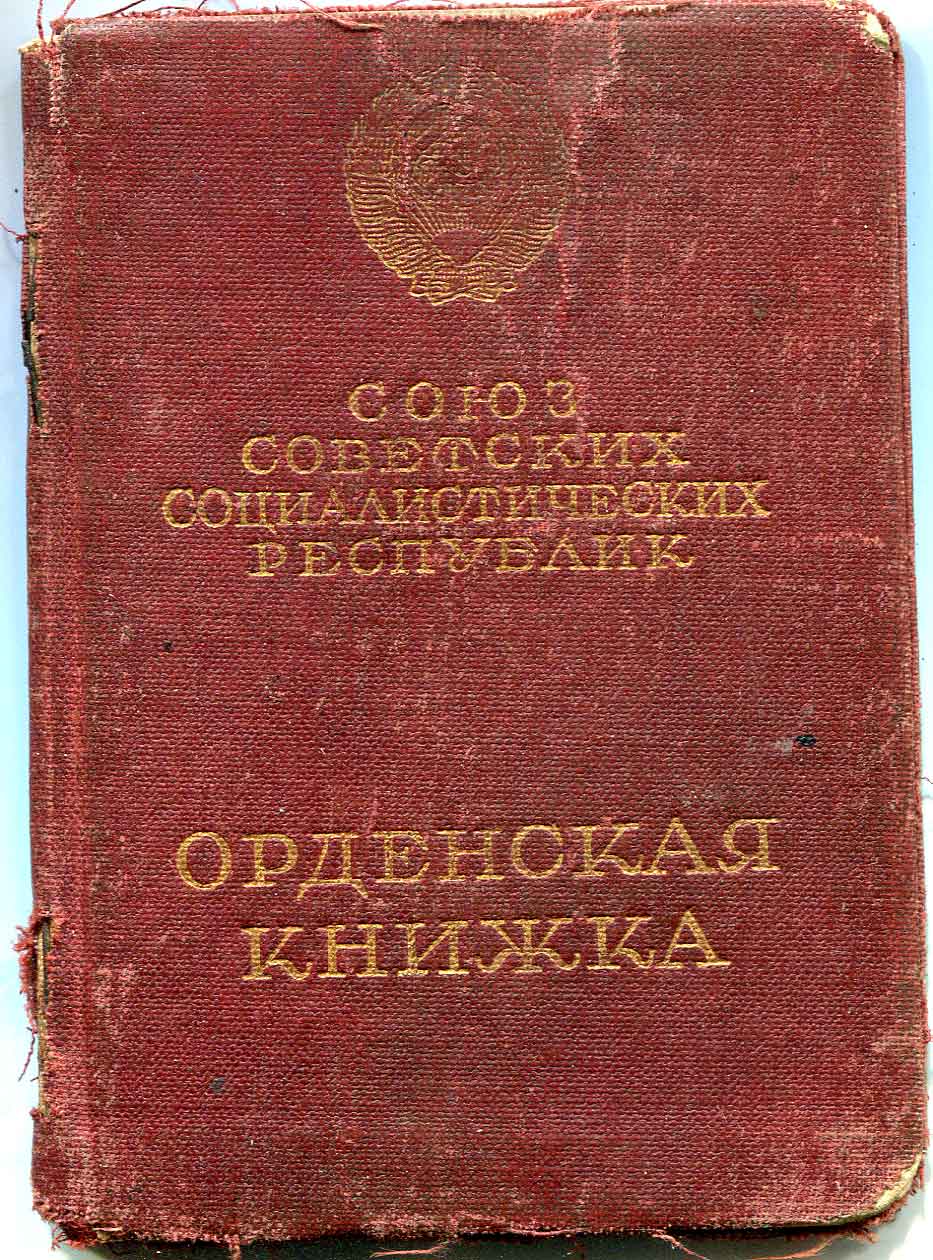 СОЮЗ
СОВЕТСКИХ
СОЦИАЛИСТИЧЕСКИХ
РЕСПУБЛИК
ОРДЕНСКАЯ
КНИЖКА